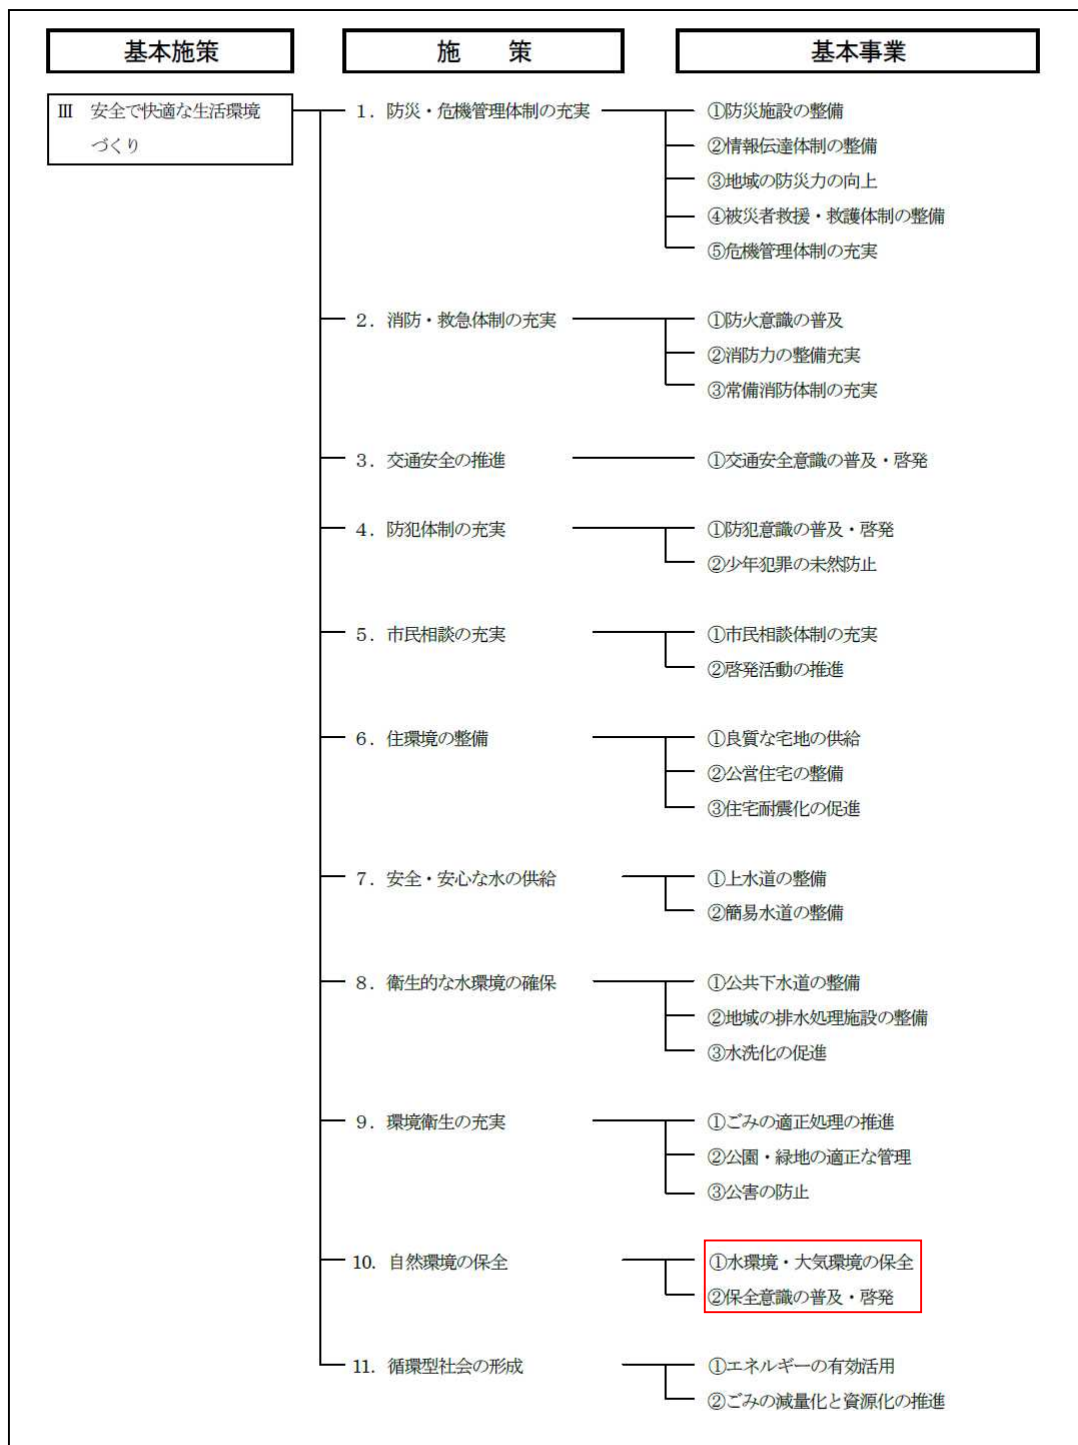 基本施策 施　　策 基本事業
Ⅲ　安全で快適な生活環境 1．防災・危機管理体制の充実 ①防災施設の整備
づくり ②情報伝達体制の整備
③地域の防災力の向上
④被災者救援・救護体制の整備
⑤危機管理体制の充実
2．消防・救急体制の充実 ①防火意識の普及
②消防力の整備充実
③常備消防体制の充実
3．交通安全の推進 ①交通安全意識の普及・啓発
4．防犯体制の充実 ①防犯意識の普及・啓発
②少年犯罪の未然防止
5．市民相談の充実 ①市民相談体制の充実
②啓発活動の推進
6．住環境の整備 ①良質な宅地の供給
②公営住宅の整備
③住宅耐震化の促進
7．安全・安心な水の供給 ①上水道の整備
②簡易水道の整備
8．衛生的な水環境の確保 ①公共下水道の整備
②地域の排水処理施設の整備
③水洗化の促進
9．環境衛生の充実 ①ごみの適正処理の推進
②公園・緑地の適正な管理
③公害の防止
10．自然環境の保全 ①水環境・大気環境の保全
②保全意識の普及・啓発
11．循環型社会の形成 ①エネルギーの有効活用
②ごみの減量化と資源化の推進